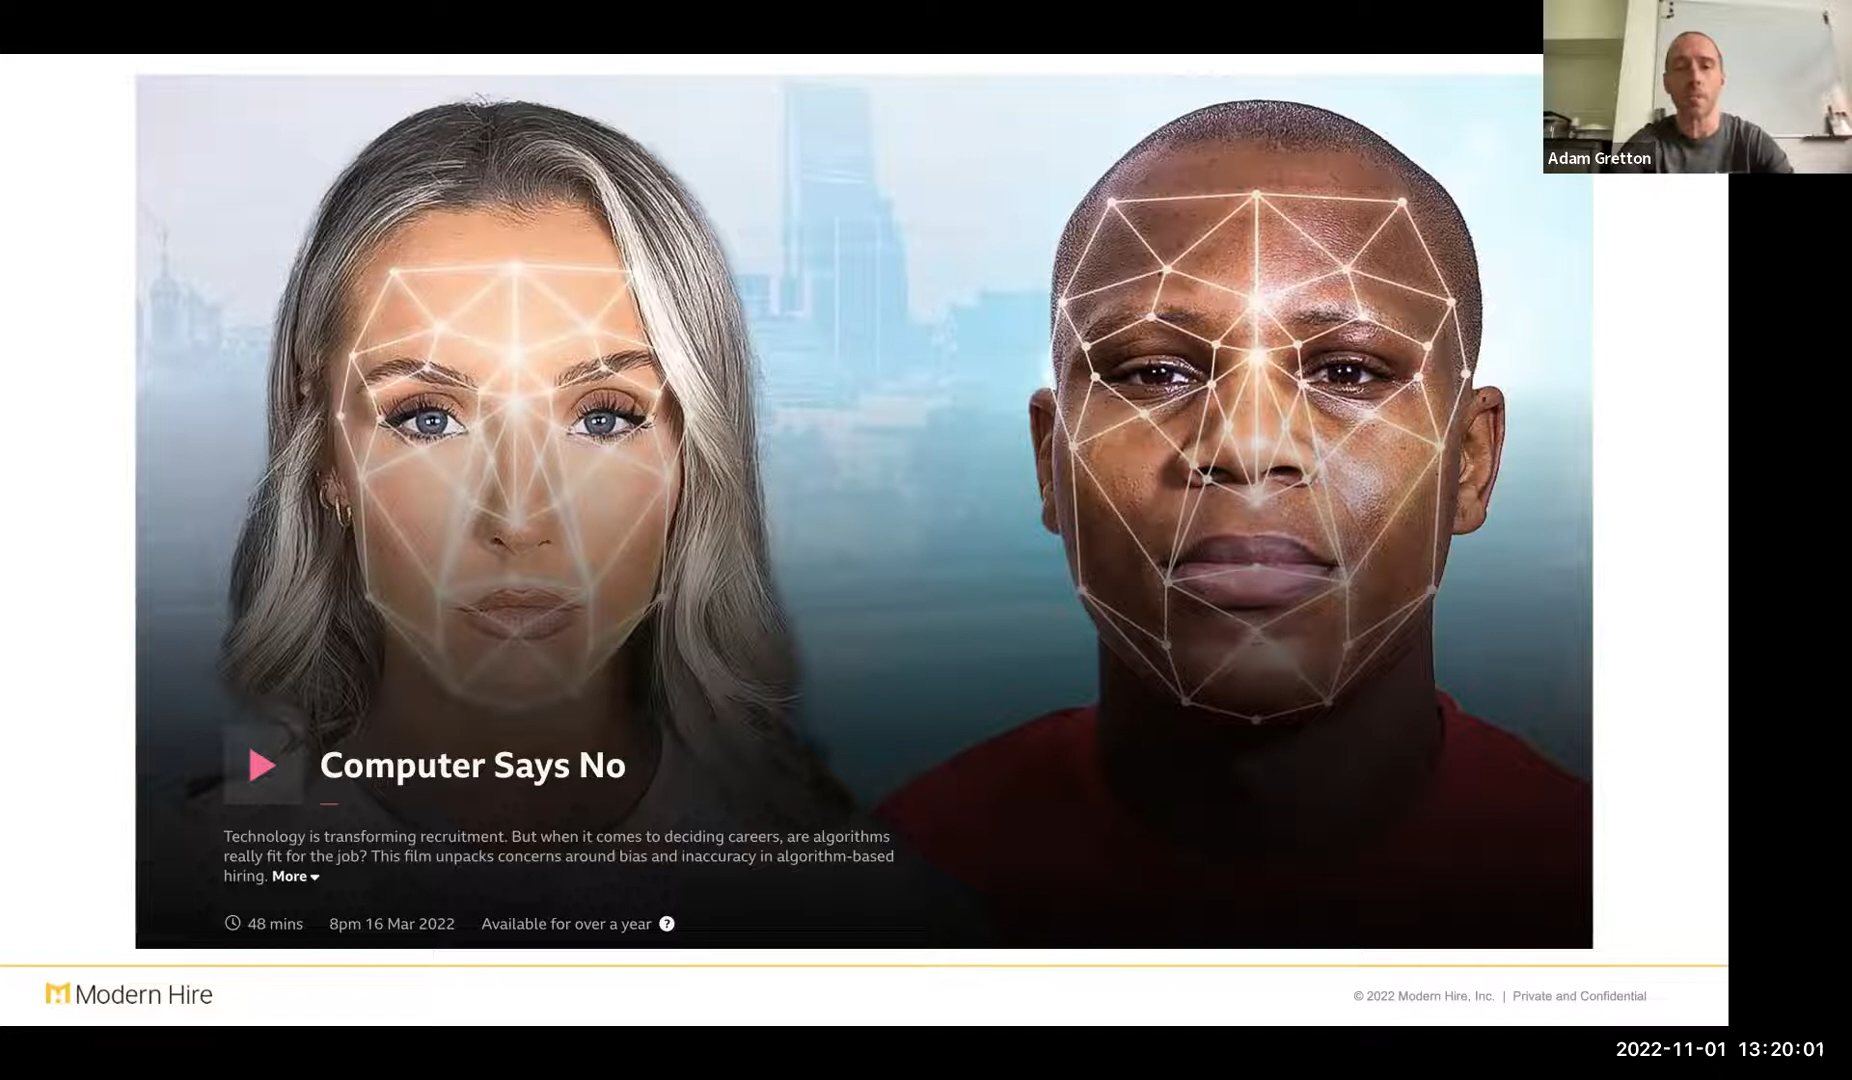 Adam Gretton
Computer Says No
Technology is transforming recruitment. But when it comes to deciding careers, are algorithms
really fit for the job? This film unpacks concerns around bias and inaccuracy in algorithm-based
hiring. More
48 mins 8pm 16 Mar 2022 Available for over a year ?
Modern Hire © 2022 Modern Hire, Inc. | Private and Confidential
2022-11-01 13:20:01